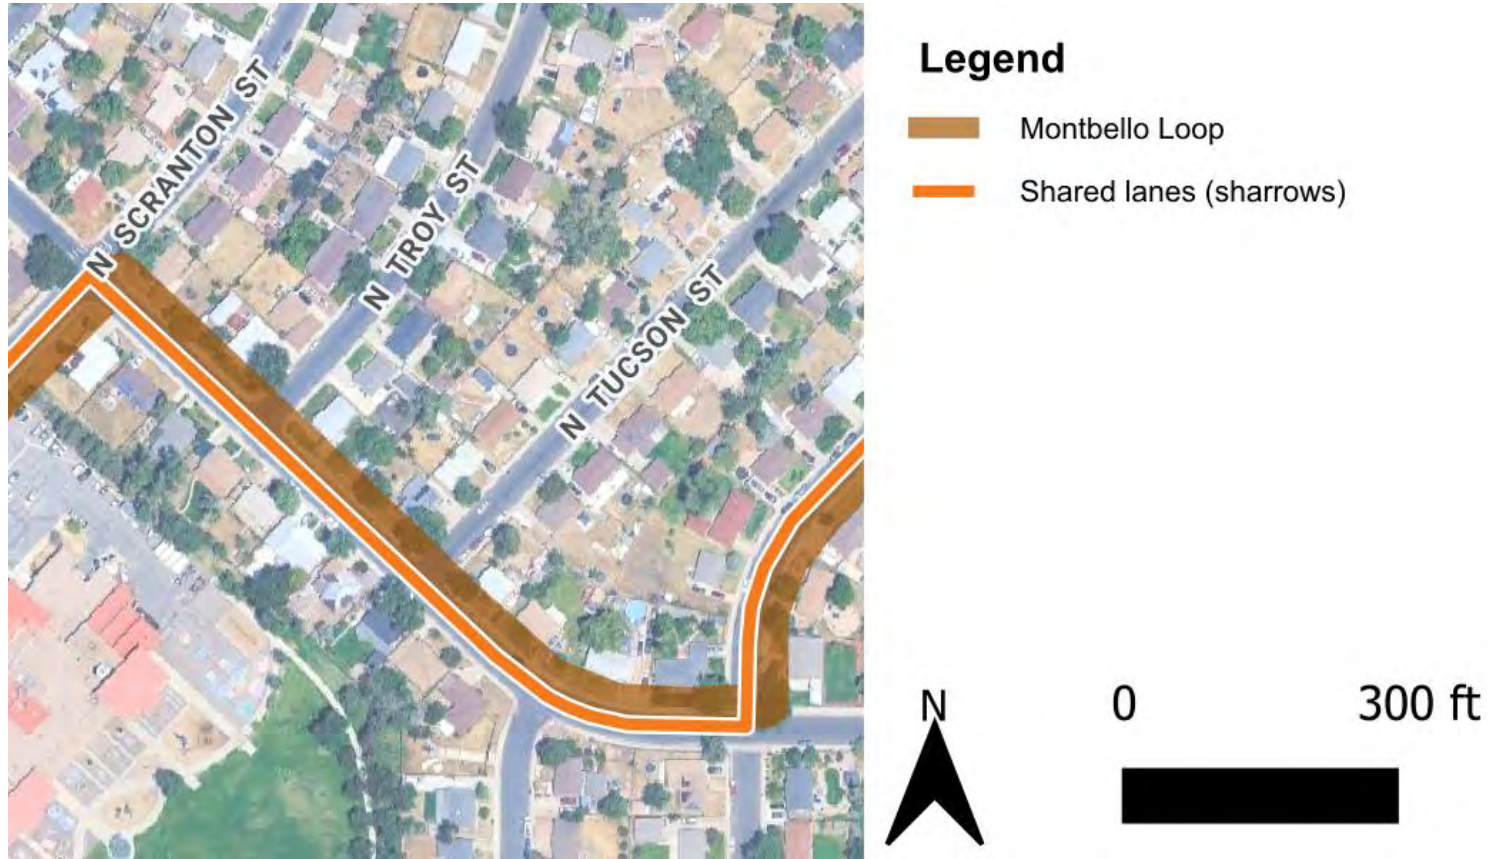 N SCRANTON ST
N TROY ST
N TUCSON ST
Legend
Montbello Loop
Shared lanes (sharrows)
N
0 300 ft